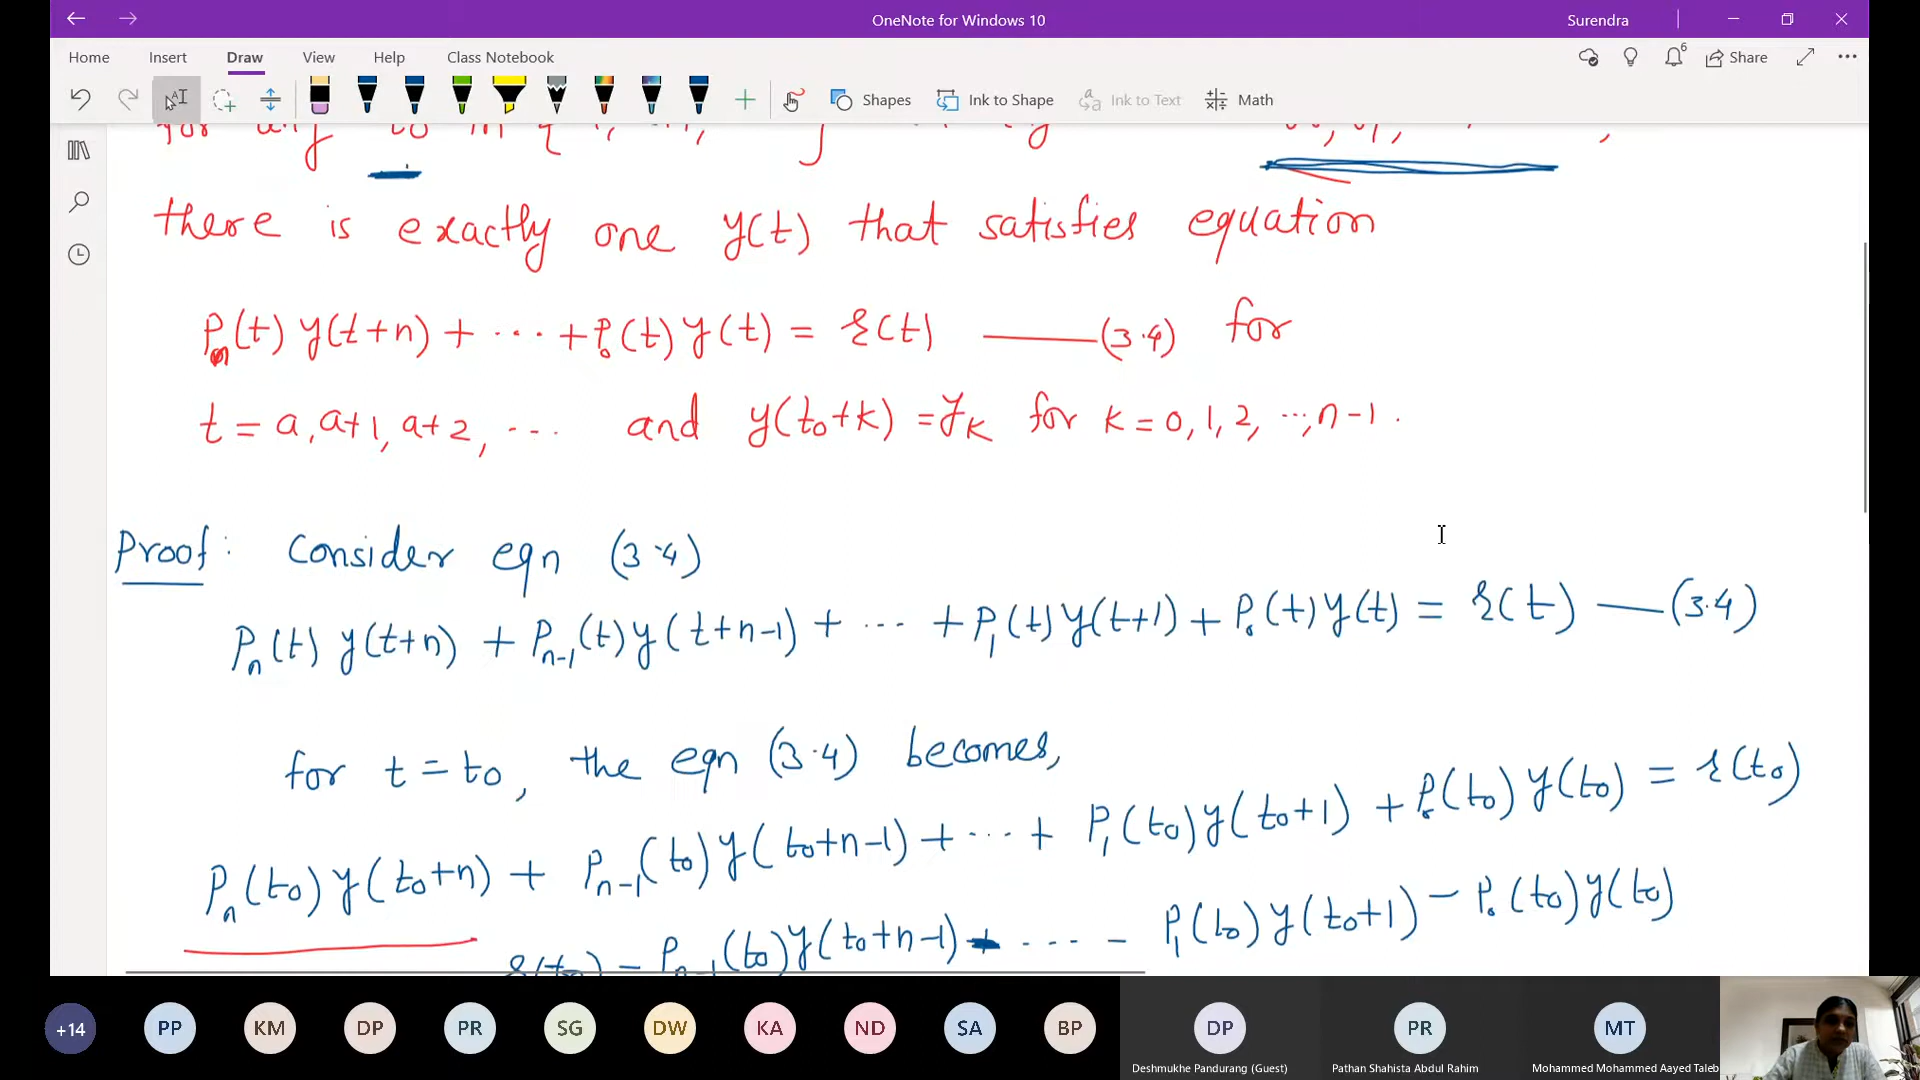 OneNote for Windows 10
Surendra
Home Insert Draw View Help Class Notebook
6 Share
Shapes Ink to Shape Ink to Text Math
for any to in
there is exactly one y(t) that satisfies equation
Pn(t) y(t+n) + ... + P0(t) y(t) = r(t) —— (3.4) for
t = a, a+1, a+2, ... and y(t0+k) = yk for k = 0, 1, 2, ..., n-1.
Proof: Consider eqn (3.4)
Pn(t) y(t+n) + Pn-1(t) y(t+n-1) + ... + P1(t) y(t+1) + P0(t) y(t) = r(t) — (3.4)
for t = t0, the eqn (3.4) becomes,
Pn(t0) y(t0+n) + Pn-1(t0) y(t0+n-1) + ... + P1(t0) y(t0+1) + P0(t0) y(t0) = r(t0)
r(t0) - Pn-1(t0) y(t0+n-1) - .... - P1(t0) y(t0+1) - P0(t0) y(t0)
+14 PP KM DP PR SG DW KA ND SA BP DP PR MT
Deshmukhe Pandurang (Guest) Pathan Shahista Abdul Rahim Mohammed Mohammed Aayed Taleb